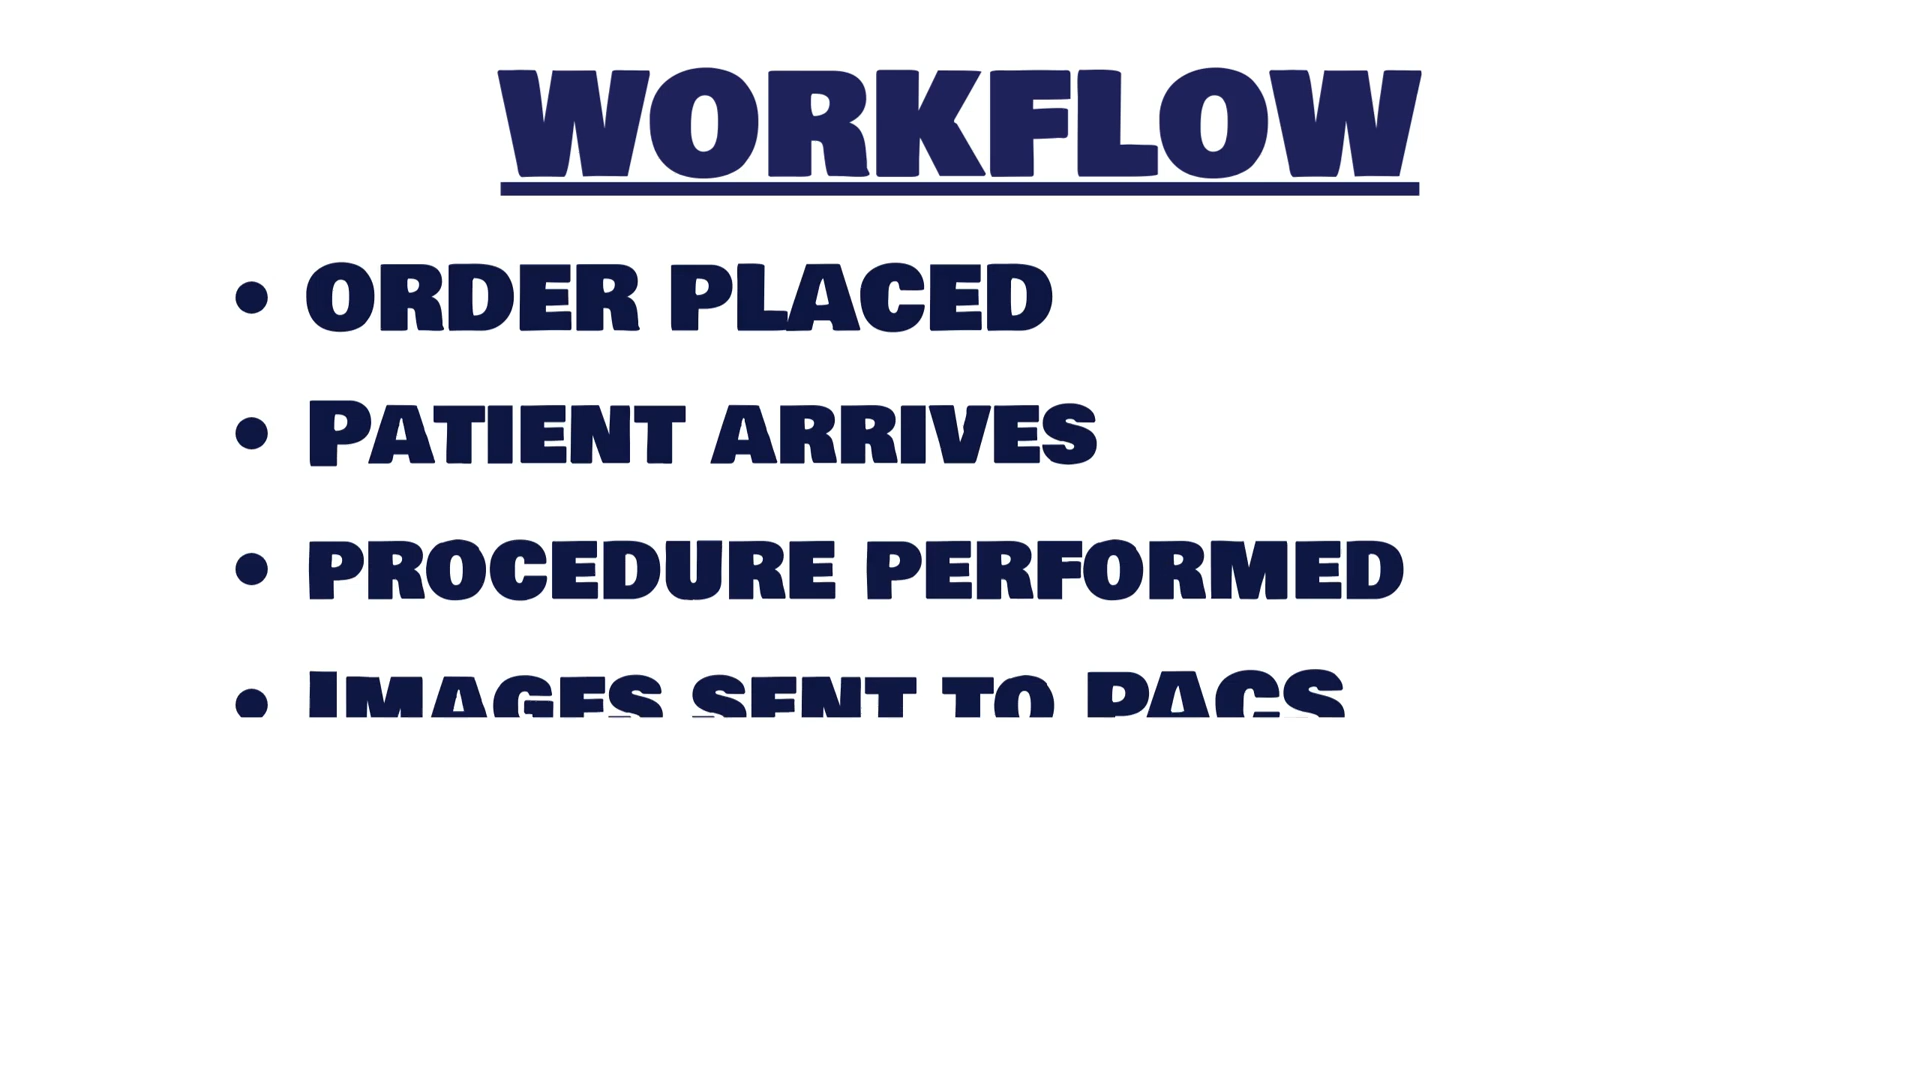 WORKFLOW
• ORDER PLACED
• PATIENT ARRIVES
• PROCEDURE PERFORMED
• IMAGES SENT TO PACS